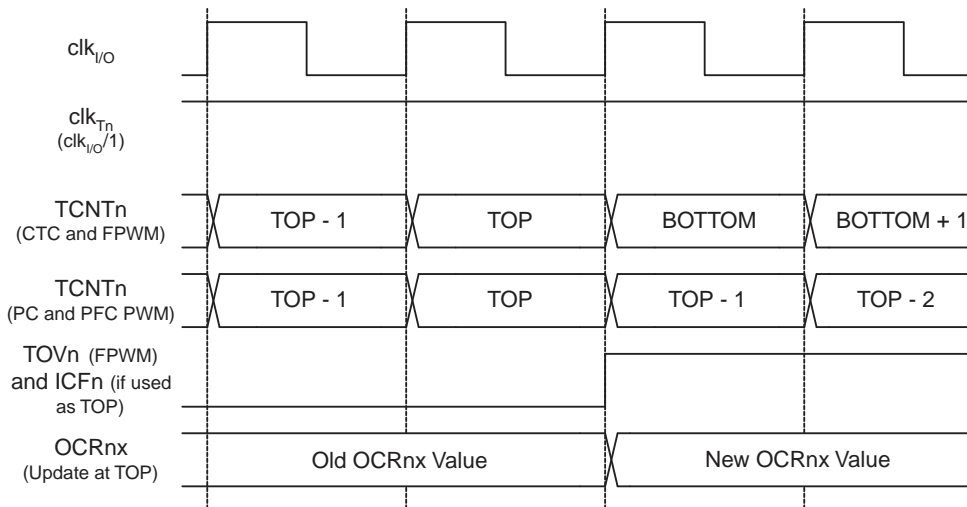 clkI/O
clkTn
(clkI/O/1)
TCNTn
(CTC and FPWM)
TOP - 1
TOP
BOTTOM
BOTTOM + 1
TCNTn
(PC and PFC PWM)
TOP - 1
TOP
TOP - 1
TOP - 2
TOVn (FPWM)
and ICFn (if used
as TOP)
OCRnx
(Update at TOP)
Old OCRnx Value
New OCRnx Value